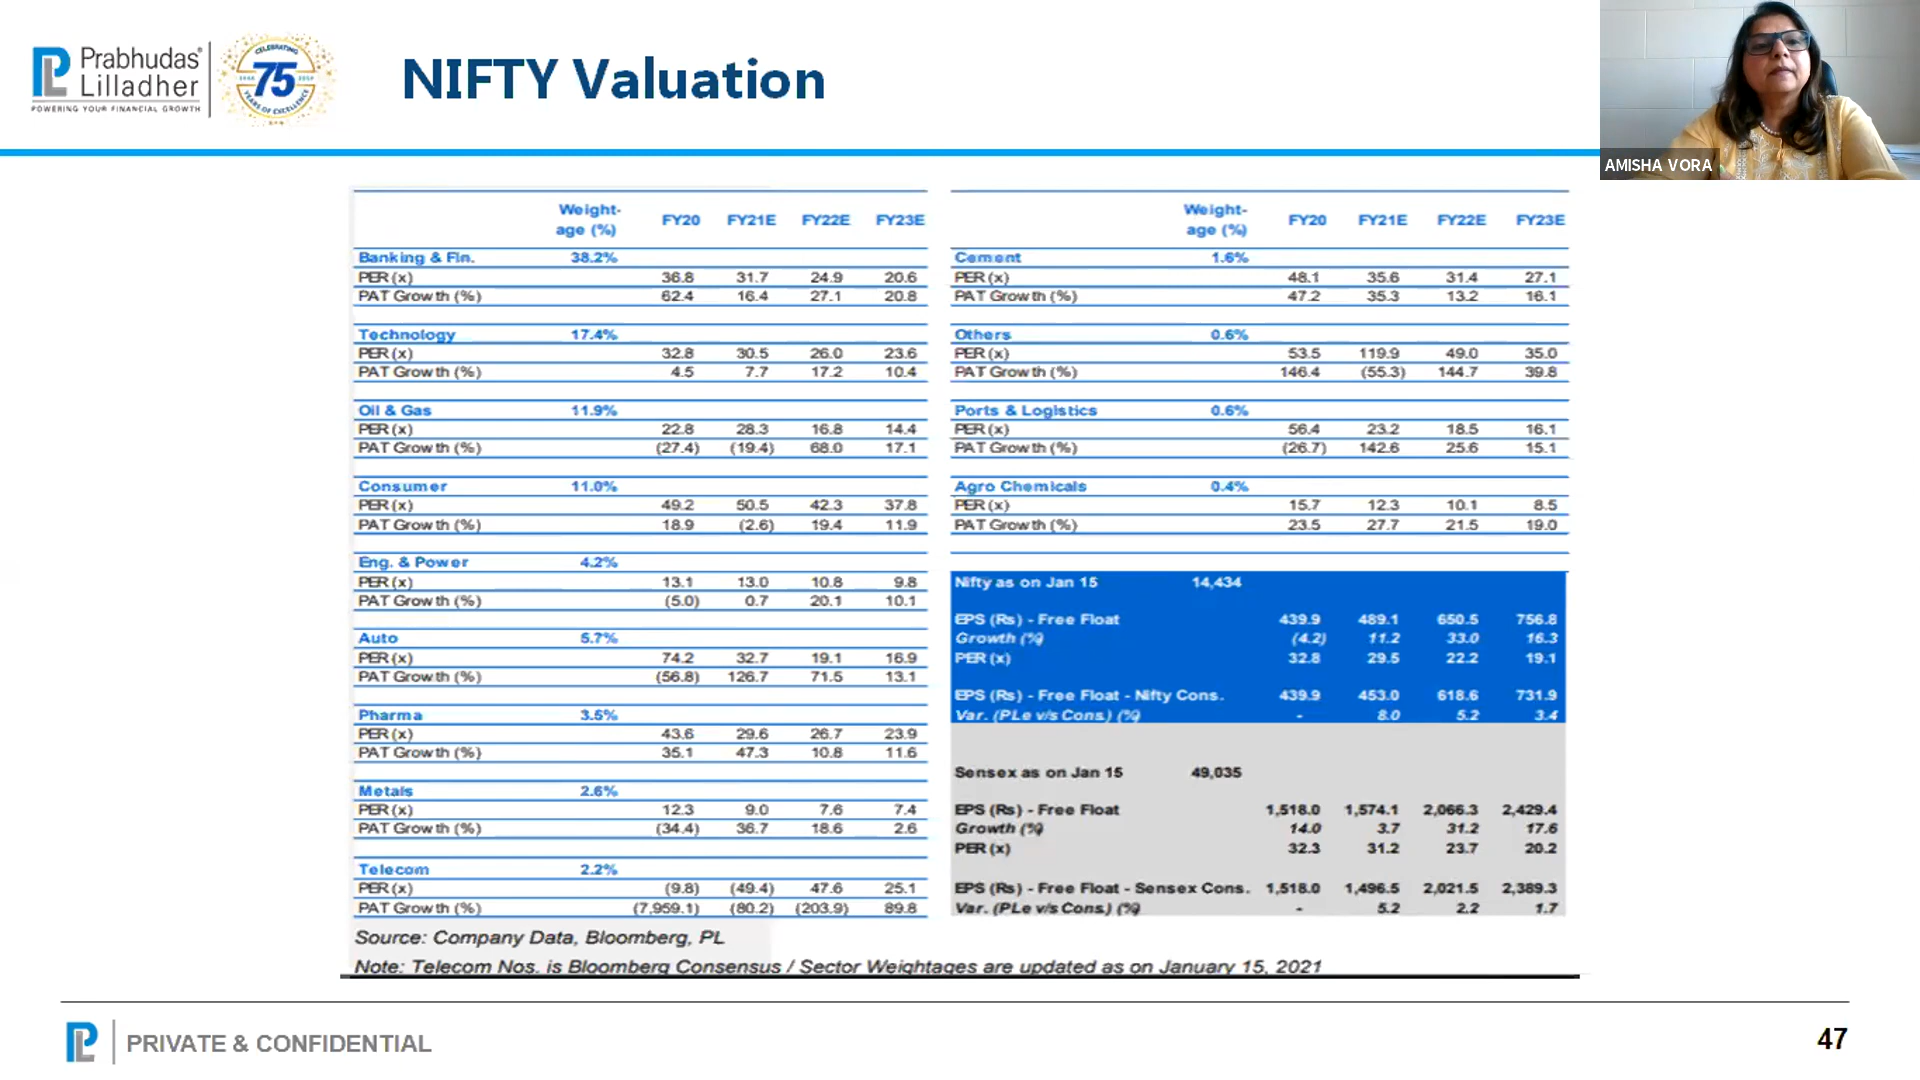 Prabhudas
Lilladher
POWERING YOUR FINANCIAL GROWTH
CELEBRATING
75
YEARS OF EXCELLENCE
NIFTY Valuation
AMISHA VORA
Weight-
age (%) FY20 FY21E FY22E FY23E
Banking & Fin. 38.2%
PER (x) 36.8 31.7 24.9 20.6
PAT Growth (%) 62.4 16.4 27.1 20.8
Technology 17.4%
PER (x) 32.8 30.5 26.0 23.6
PAT Growth (%) 4.5 7.7 17.2 10.4
Oil & Gas 11.9%
PER (x) 22.8 28.3 16.8 14.4
PAT Growth (%) (27.4) (19.4) 68.0 17.1
Consumer 11.0%
PER (x) 49.2 50.5 42.3 37.8
PAT Growth (%) 18.9 (2.6) 19.4 11.9
Eng. & Power 4.2%
PER (x) 13.1 13.0 10.8 9.8
PAT Growth (%) (5.0) 0.7 20.1 10.1
Auto 5.7%
PER (x) 74.2 32.7 19.1 16.9
PAT Growth (%) (56.8) 126.7 71.5 13.1
Pharma 3.5%
PER (x) 43.6 29.6 26.7 23.9
PAT Growth (%) 35.1 47.3 10.8 11.6
Metals 2.6%
PER (x) 12.3 9.0 7.6 7.4
PAT Growth (%) (34.4) 36.7 18.6 2.6
Telecom 2.2%
PER (x) (9.8) (49.4) 47.6 25.1
PAT Growth (%) (7,959.1) (80.2) (203.9) 89.8
Weight-
age (%) FY20 FY21E FY22E FY23E
Cement 1.6%
PER (x) 48.1 35.6 31.4 27.1
PAT Growth (%) 47.2 35.3 13.2 16.1
Others 0.6%
PER (x) 53.5 119.9 49.0 35.0
PAT Growth (%) 146.4 (55.3) 144.7 39.8
Ports & Logistics 0.6%
PER (x) 56.4 23.2 18.5 16.1
PAT Growth (%) (26.7) 142.6 25.6 15.1
Agro Chemicals 0.4%
PER (x) 15.7 12.3 10.1 8.5
PAT Growth (%) 23.5 27.7 21.5 19.0
Nifty as on Jan 15 14,434
EPS (Rs) - Free Float 439.9 489.1 650.5 756.8
Growth (%) (4.2) 11.2 33.0 16.3
PER (x) 32.8 29.5 22.2 19.1
EPS (Rs) - Free Float - Nifty Cons. 439.9 453.0 618.6 731.9
Var. (PLe v/s Cons.) (%) - 8.0 5.2 3.4
Sensex as on Jan 15 49,035
EPS (Rs) - Free Float 1,518.0 1,574.1 2,066.3 2,429.4
Growth (%) 14.0 3.7 31.2 17.6
PER (x) 32.3 31.2 23.7 20.2
EPS (Rs) - Free Float - Sensex Cons. 1,518.0 1,496.5 2,021.5 2,389.3
Var. (PLe v/s Cons.) (%) - 5.2 2.2 1.7
Source: Company Data, Bloomberg, PL
Note: Telecom Nos. is Bloomberg Consensus / Sector Weightages are updated as on January 15, 2021
PRIVATE & CONFIDENTIAL
47